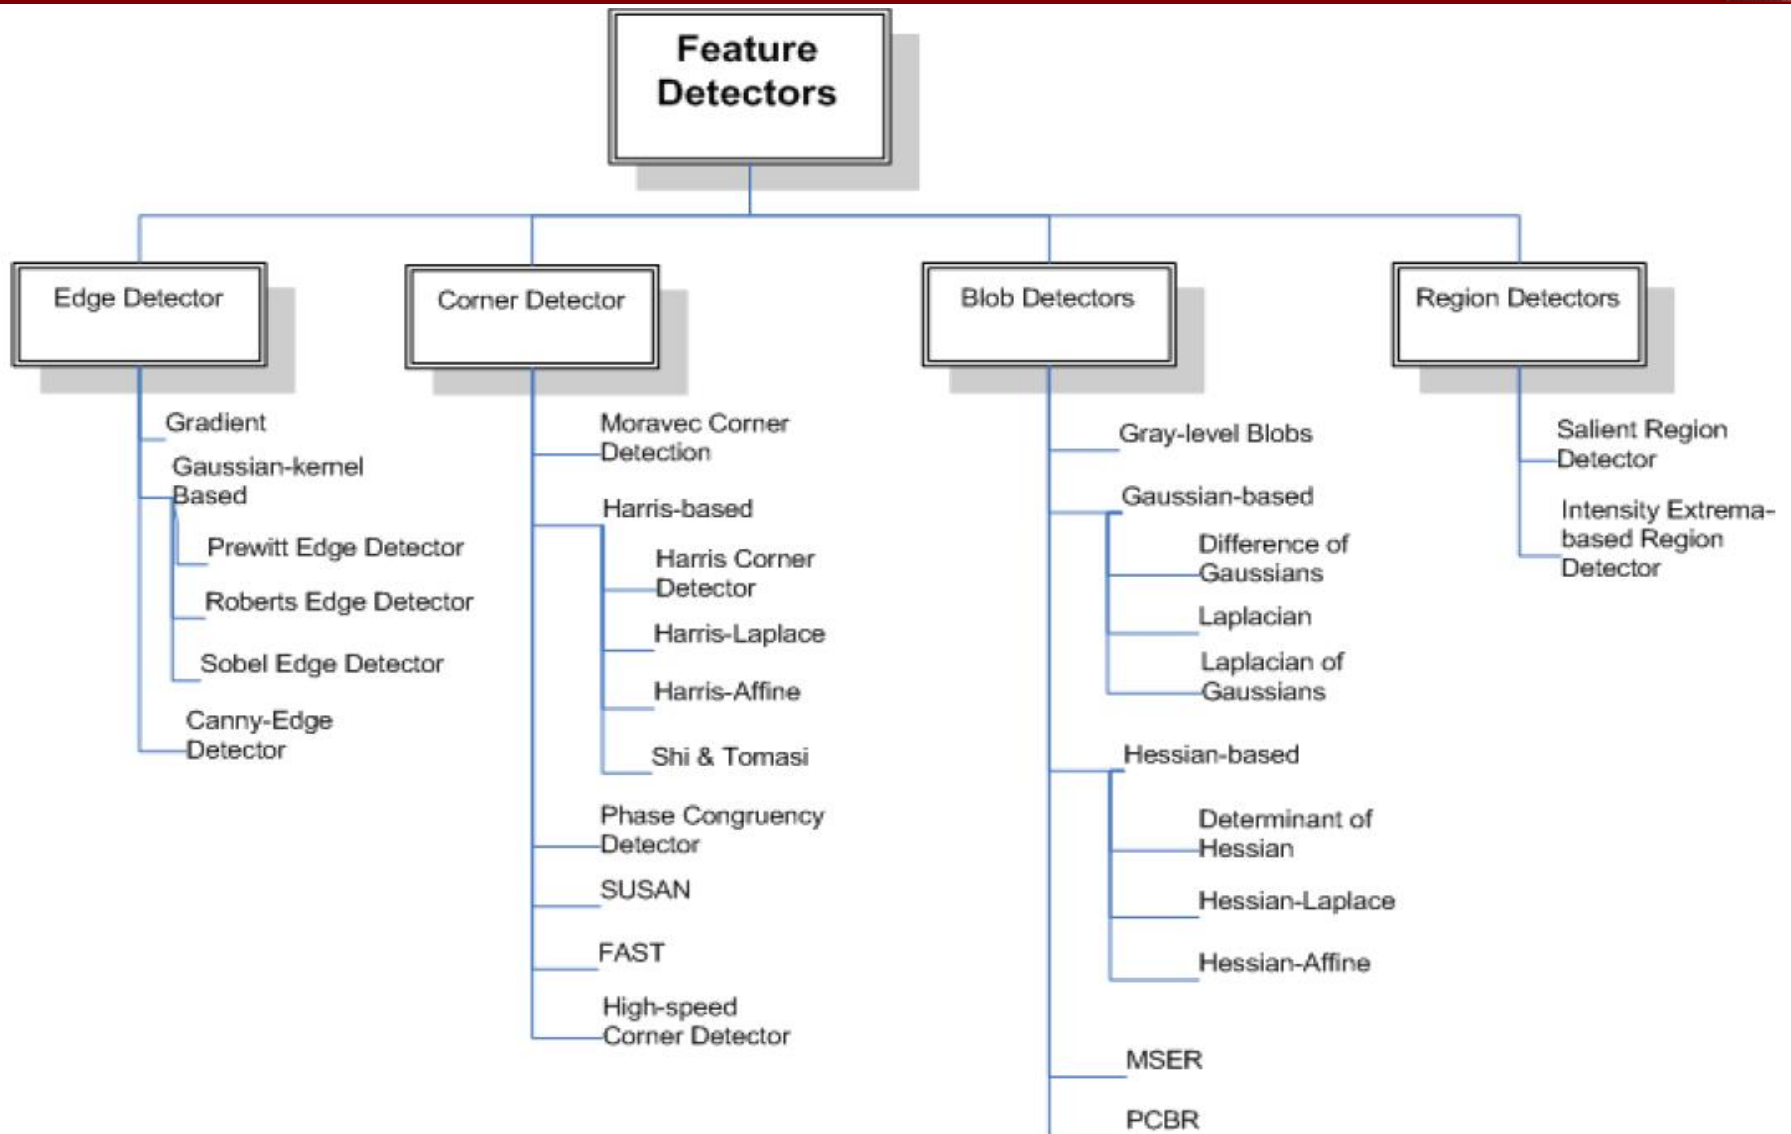 Feature
Detectors
Edge Detector
Gradient
Gaussian-kernel
Based
Prewitt Edge Detector
Roberts Edge Detector
Sobel Edge Detector
Canny-Edge
Detector
Corner Detector
Moravec Corner
Detection
Harris-based
Harris Corner
Detector
Harris-Laplace
Harris-Affine
Shi & Tomasi
Phase Congruency
Detector
SUSAN
FAST
High-speed
Corner Detector
Blob Detectors
Gray-level Blobs
Gaussian-based
Difference of
Gaussians
Laplacian
Laplacian of
Gaussians
Hessian-based
Determinant of
Hessian
Hessian-Laplace
Hessian-Affine
MSER
PCBR
Region Detectors
Salient Region
Detector
Intensity Extrema-
based Region
Detector